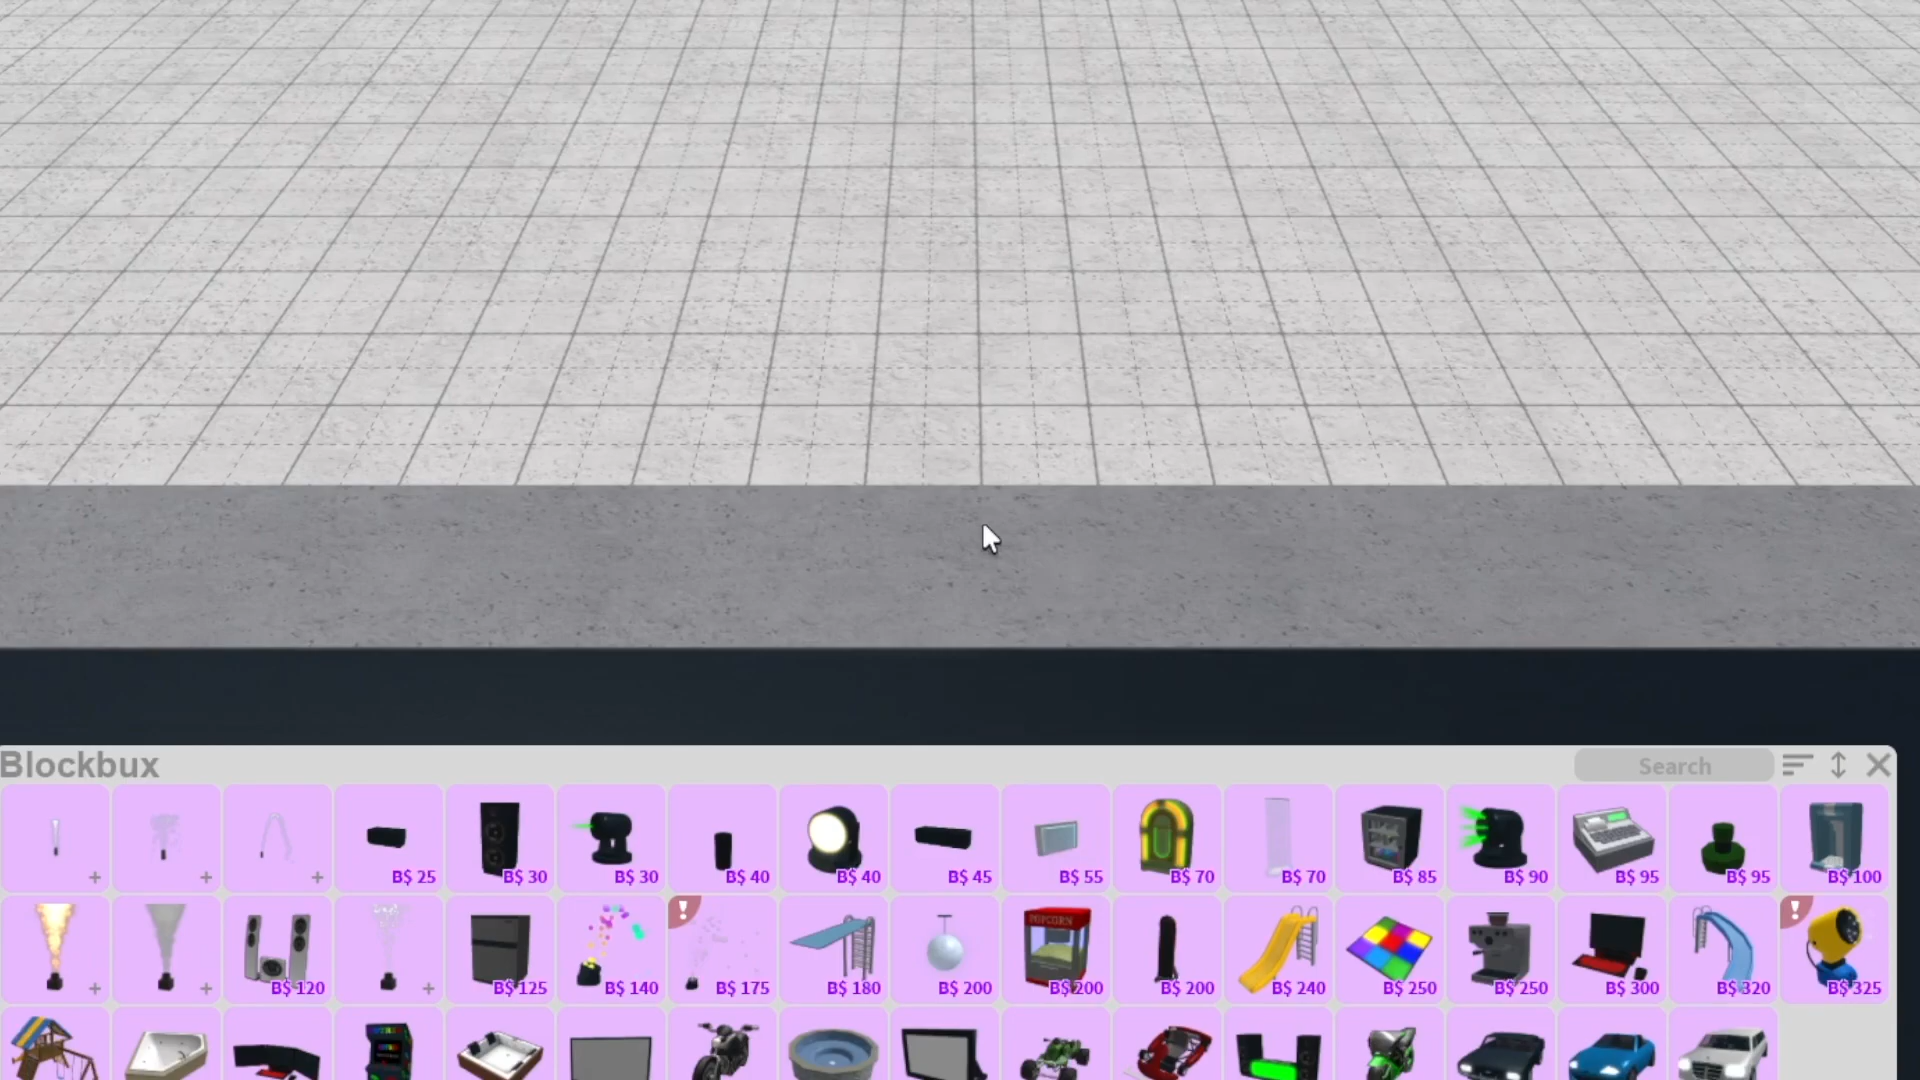 Blockbux
Search
B$ 25
B$ 30
B$ 30
B$ 40
B$ 40
B$ 45
B$ 55
B$ 70
B$ 70
B$ 85
B$ 90
B$ 95
B$ 95
B$ 100
B$ 120
B$ 125
B$ 140
B$ 175
B$ 180
B$ 200
POPCORN
B$ 200
B$ 200
B$ 240
B$ 250
B$ 250
B$ 300
B$ 320
B$ 325